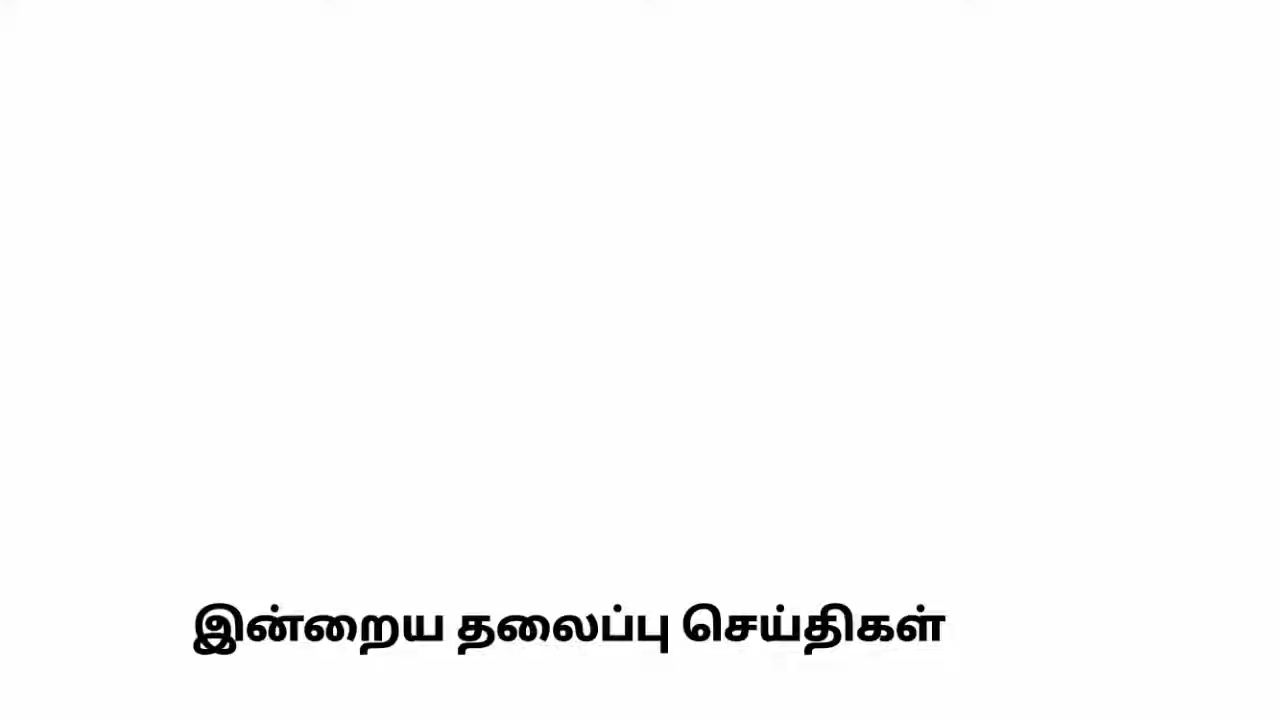 இன்றைய தலைப்பு செய்திகள்